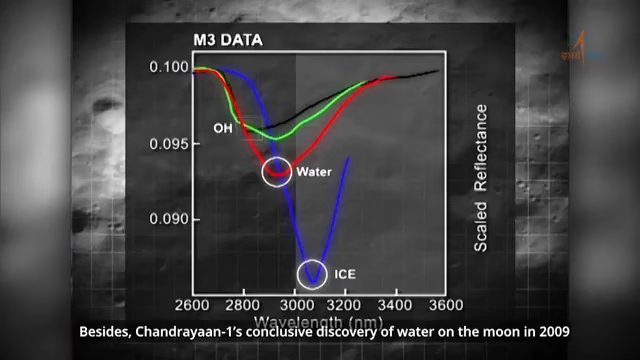 M3 DATA
0.100
OH
0.095
Water
0.090
ICE
Scaled Reflectance
2600 2800 3000 3200 3400 3600
Wavelength (nm)
Besides, Chandrayaan-1's conclusive discovery of water on the moon in 2009